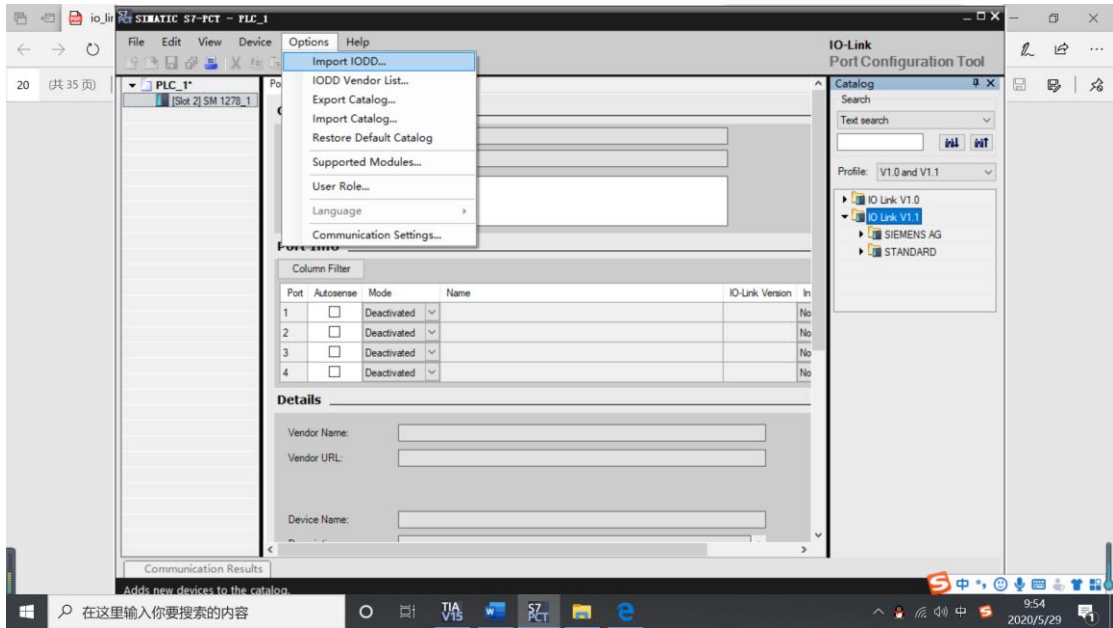 io_lin
SIMATIC S7-PCT - PLC_1
File Edit View Device Options Help
IO-Link
Port Configuration Tool
20 (共 35 页)
PLC_1*
[Slot 2] SM 1278_1
Po
Import IODD...
IODD Vendor List...
Export Catalog...
Import Catalog...
Restore Default Catalog
Supported Modules...
User Role...
Language
Communication Settings...
Catalog
Search
Text search
Profile: V1.0 and V1.1
IO Link V1.0
IO Link V1.1
SIEMENS AG
STANDARD
Port Info
Column Filter
Port Autosense Mode Name IO-Link Version In
1 Deactivated No
2 Deactivated No
3 Deactivated No
4 Deactivated No
Details
Vendor Name:
Vendor URL:
Device Name:
Communication Results
Adds new devices to the catalog.
中
在这里输入你要搜索的内容
TIA V15
W
S7 PCT
中
9:54
2020/5/29
1